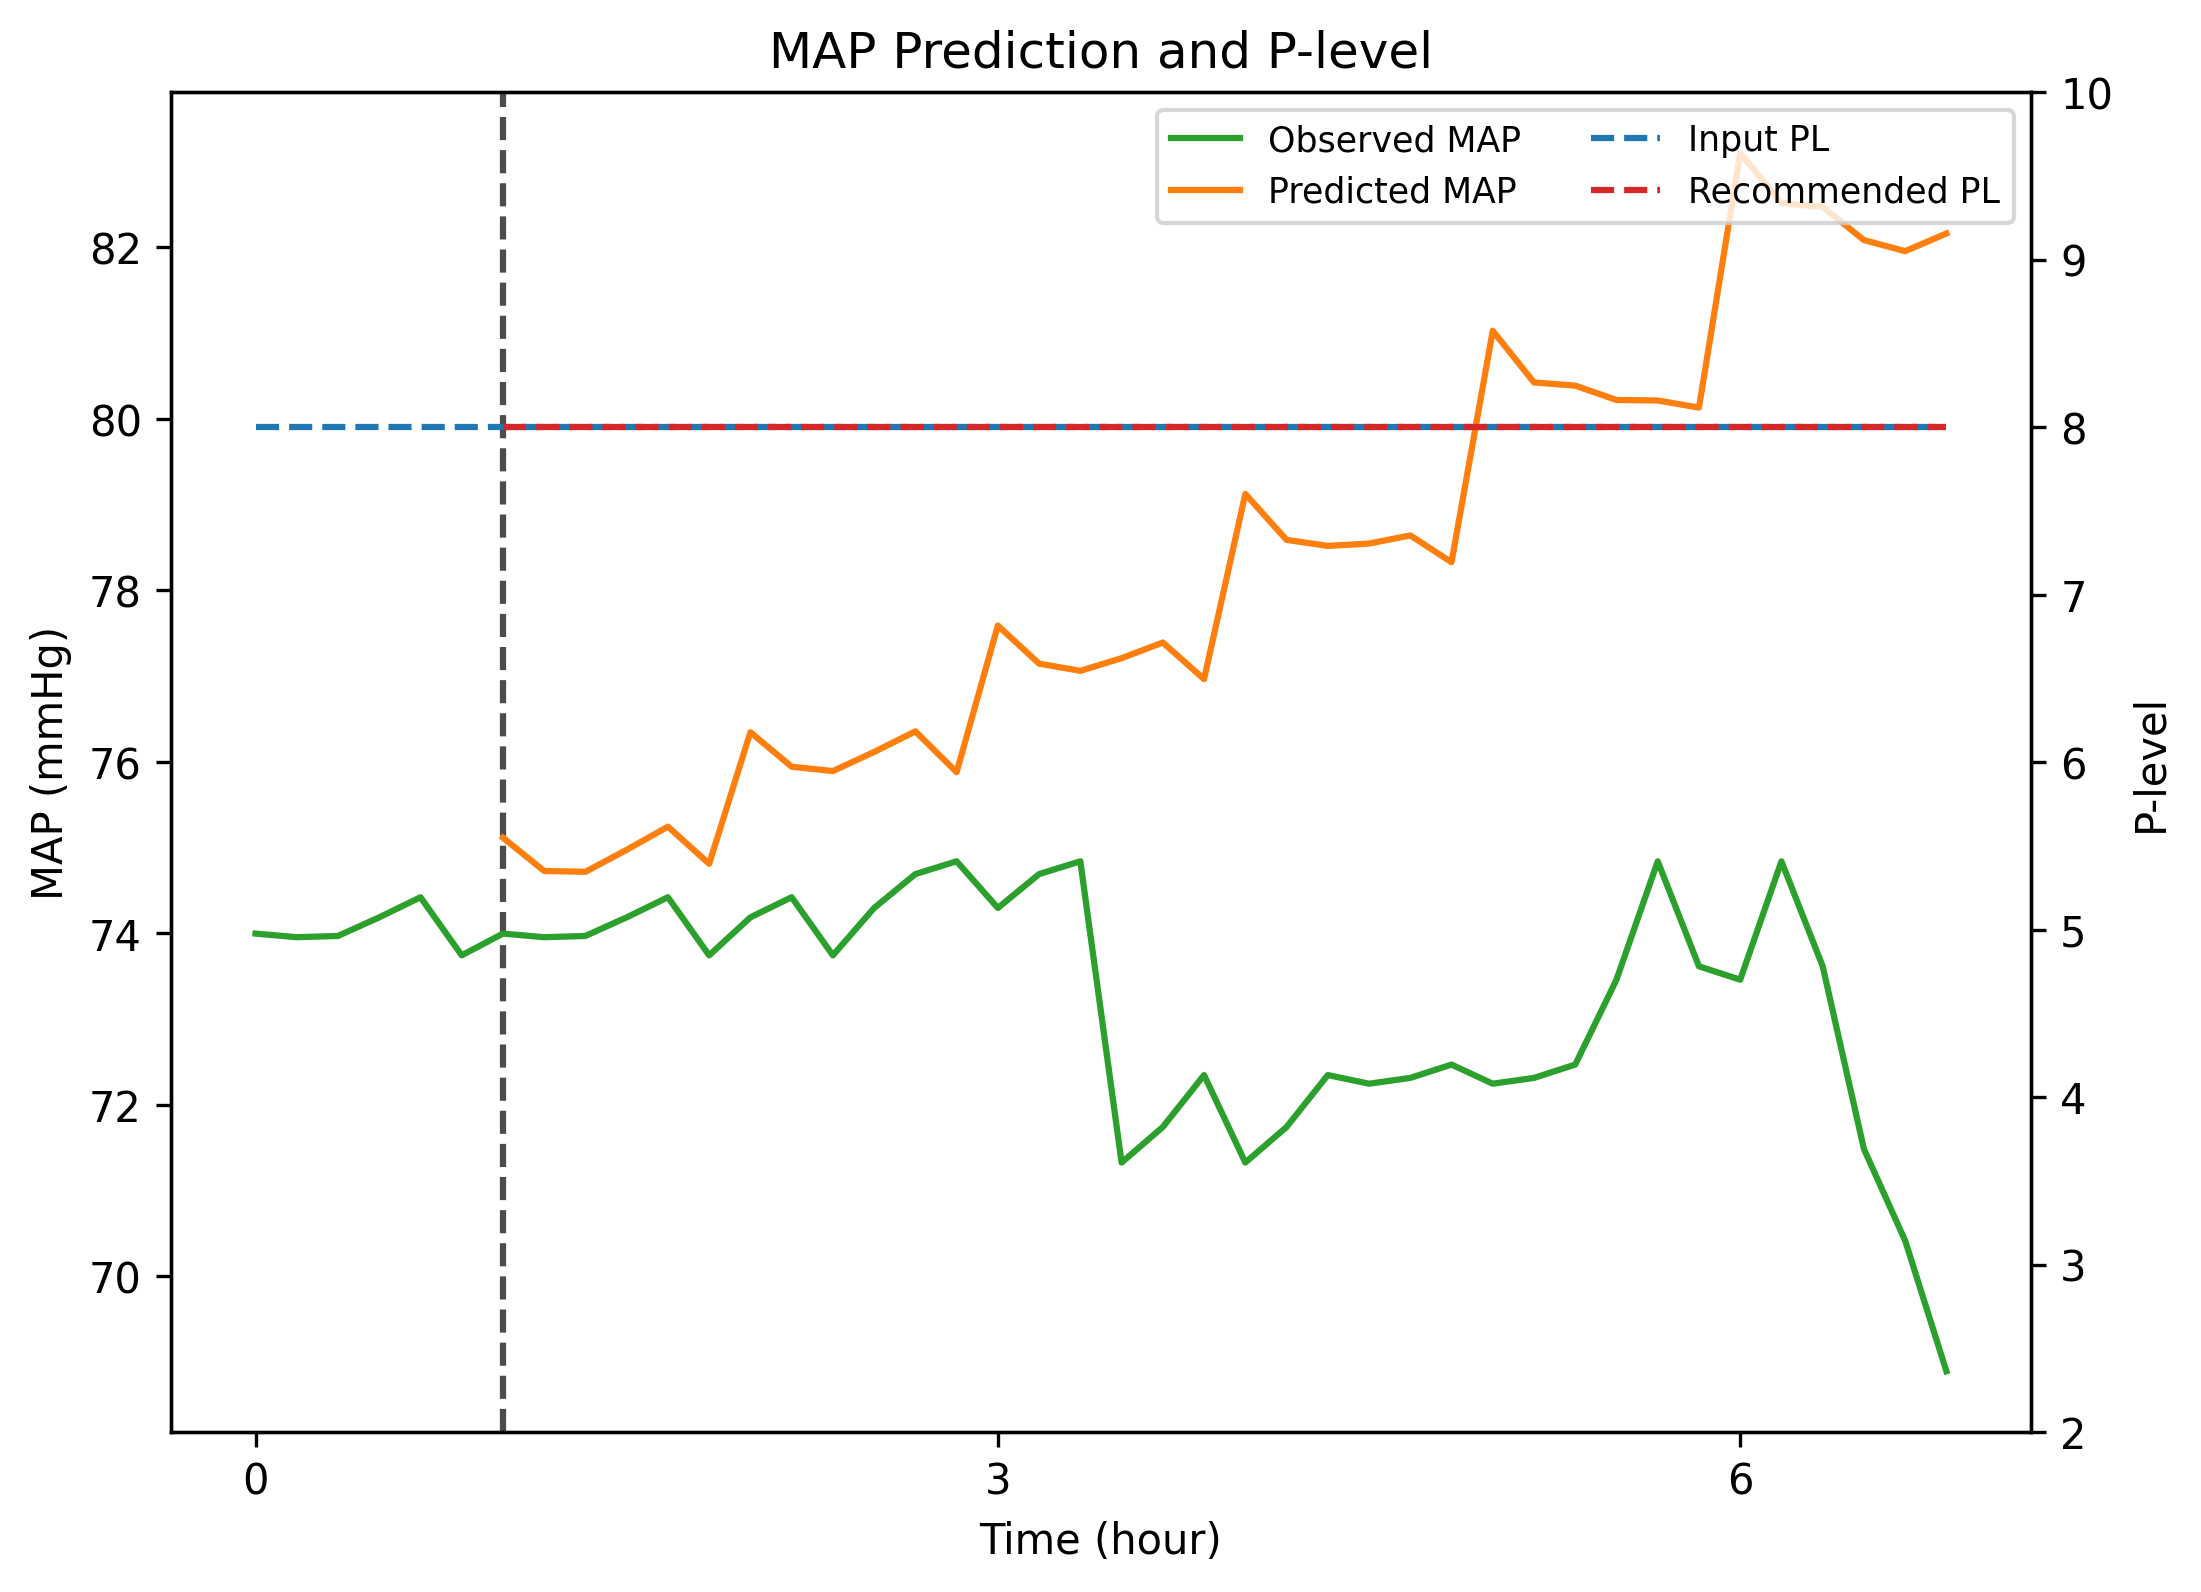 MAP Prediction and P-level
Observed MAP
Predicted MAP
Input PL
Recommended PL
MAP (mmHg)
82
80
78
76
74
72
70
10
9
8
7
6
5
4
3
2
P-level
0
3
6
Time (hour)